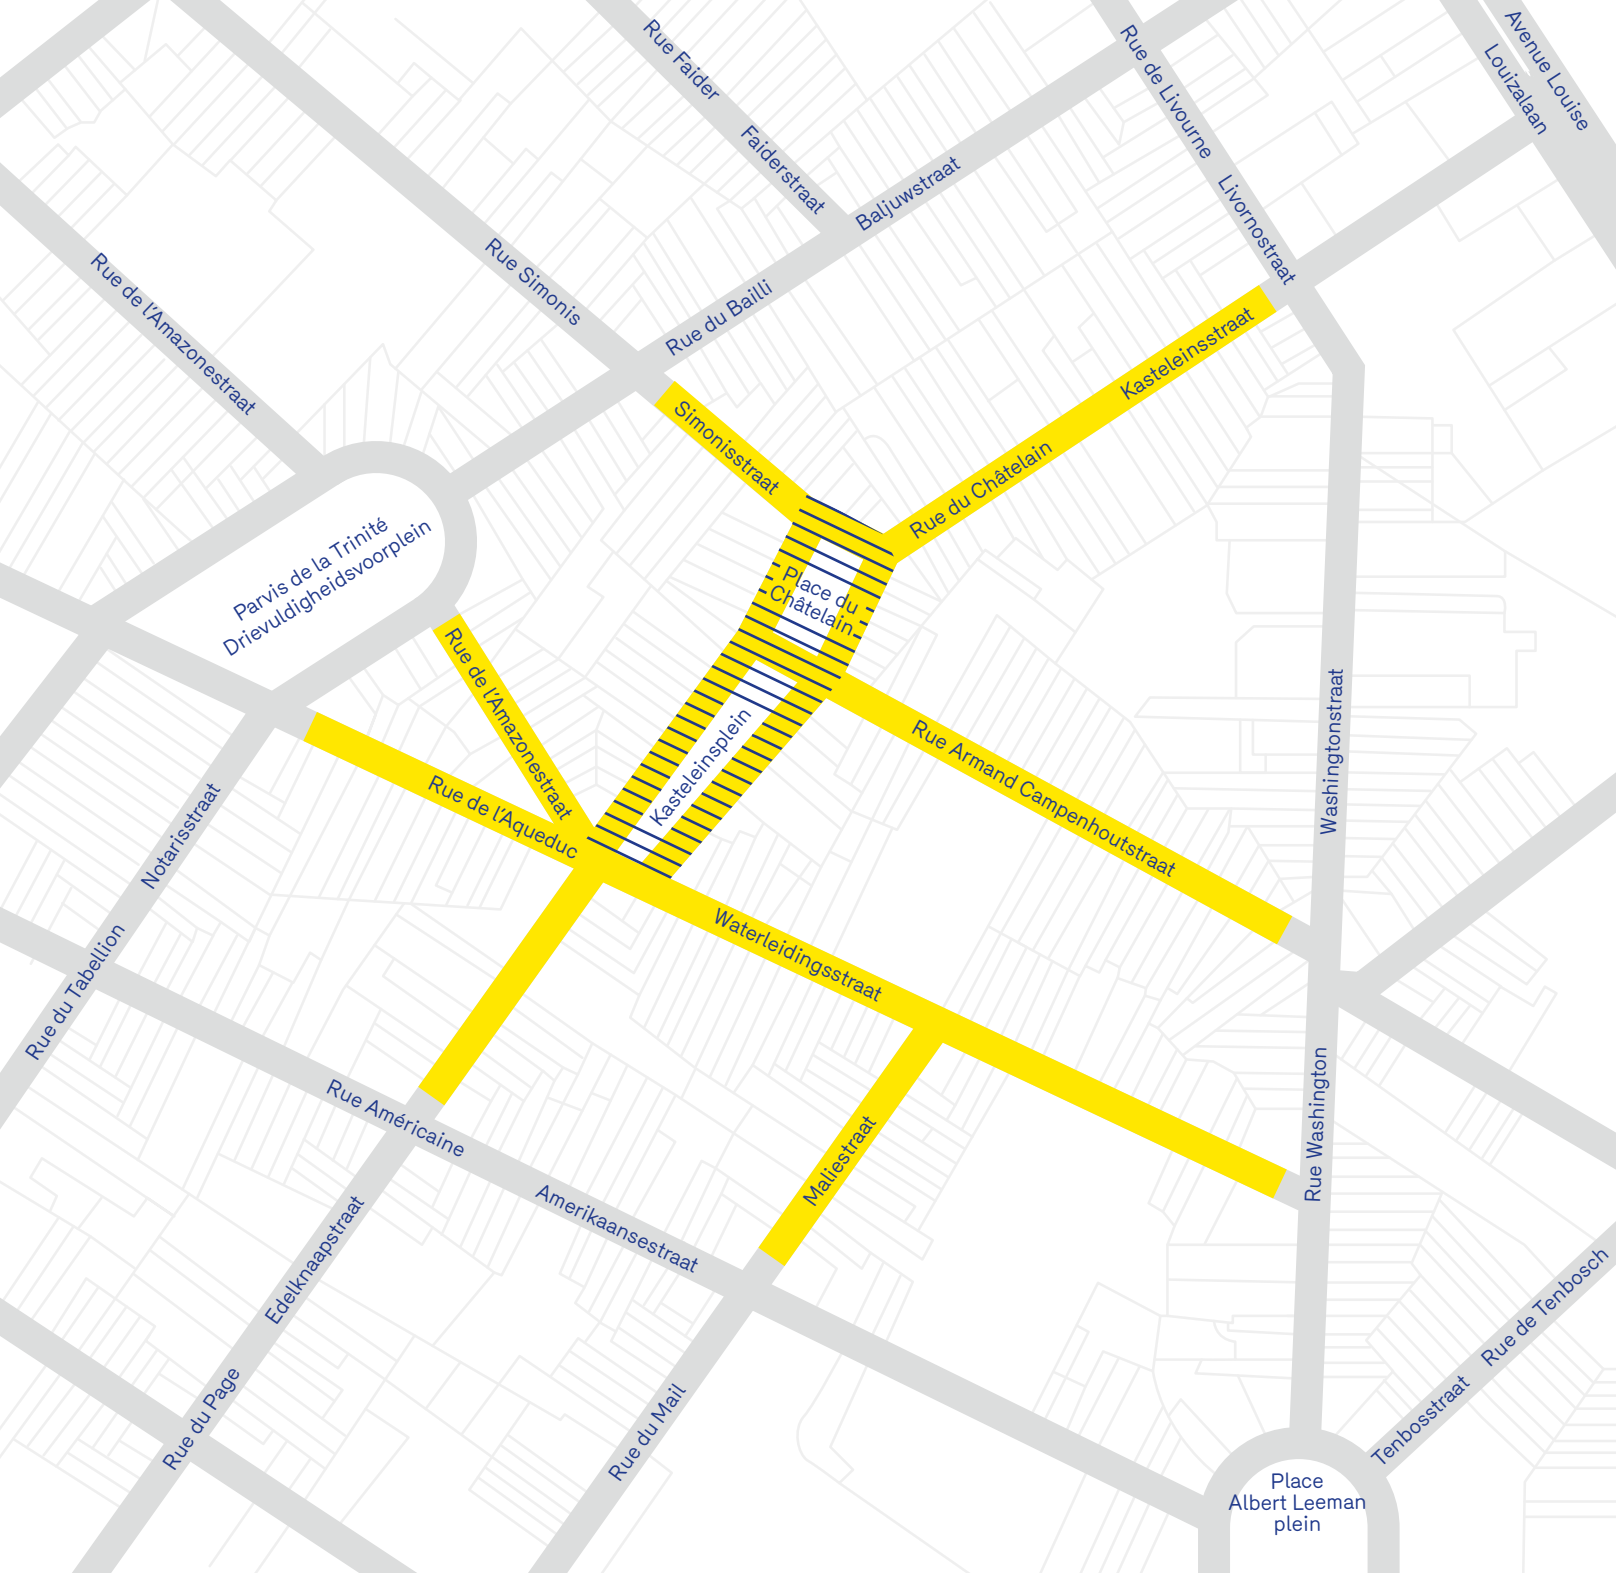 Rue Faider
Faiderstraat
Rue de Livourne
Livornostraat
Avenue Louise
Louizalaan
Baljuwstraat
Rue du Bailli
Rue Simonis
Simonisstraat
Rue de l'Amazonestraat
Kasteleinsstraat
Rue du Châtelain
Parvis de la Trinité
Drievuldigheidsvoorplein
Place du
Châtelain
Kasteleinsplein
Rue de l'Amazonestraat
Rue de l'Aqueduc
Waterleidingsstraat
Rue Armand Campenhoutstraat
Washingtonstraat
Rue Washington
Notarisstraat
Rue du Tabellion
Rue Américaine
Amerikaansestraat
Maliestraat
Rue du Mail
Edelknaapstraat
Rue du Page
Rue de Tenbosch
Tenbosstraat
Place
Albert Leeman
plein